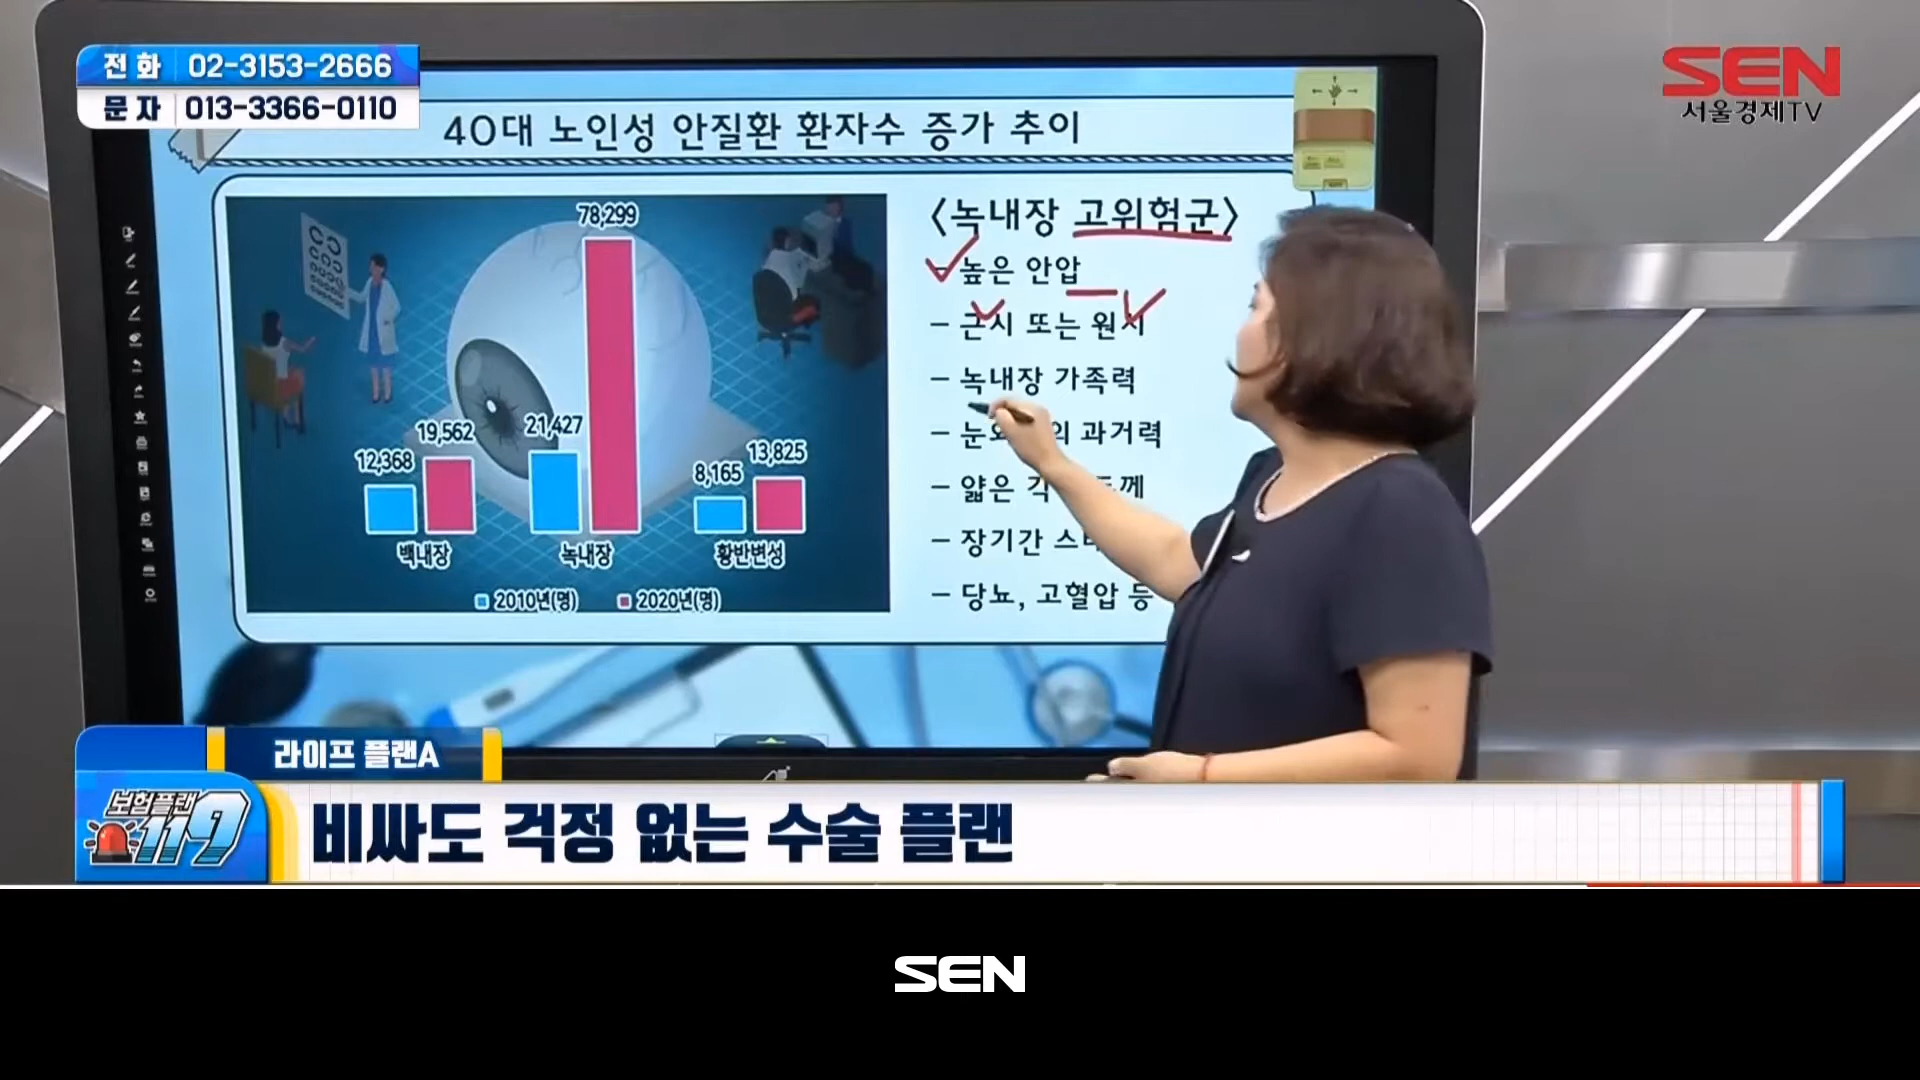 전화 02-3153-2666
문자 013-3366-0110
SEN
서울경제TV
40대 노인성 안질환 환자수 증가 추이
78,299
12,368
19,562
21,427
8,165
13,825
백내장
녹내장
황반변성
2010년(명)
2020년(명)
<녹내장 고위험군>
높은 안압
- 근시 또는 원시
- 녹내장 가족력
- 과거력
- 얇은
- 장기간
- 당뇨, 고혈압 등
라이프 플랜A
보험플랜
119
비싸도 걱정 없는 수술 플랜
SEN